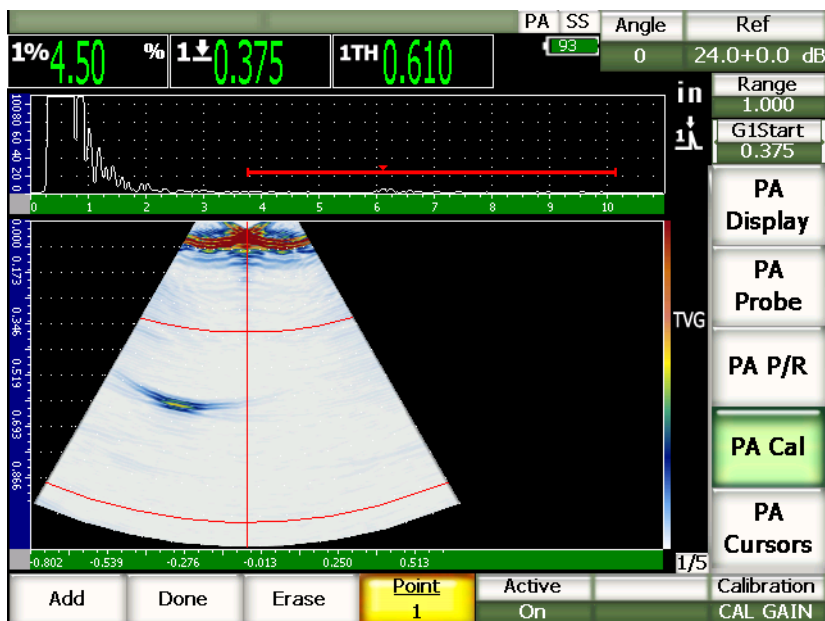 PA SS Angle Ref
93 0 24.0+0.0 dB
1% 4.50 % 1 0.375 1TH 0.610
in Range
1.000
1 G1Start
0.375
100 80 60 40 20 0
0 1 2 3 4 5 6 7 8 9 10
PA
Display
0.000 0.173 0.346 0.519 0.693 0.866
PA
Probe
TVG
PA P/R
PA Cal
PA
Cursors
-0.802 -0.539 -0.276 -0.013 0.250 0.513 1/5
Add Done Erase Point Active Calibration
1 On CAL GAIN